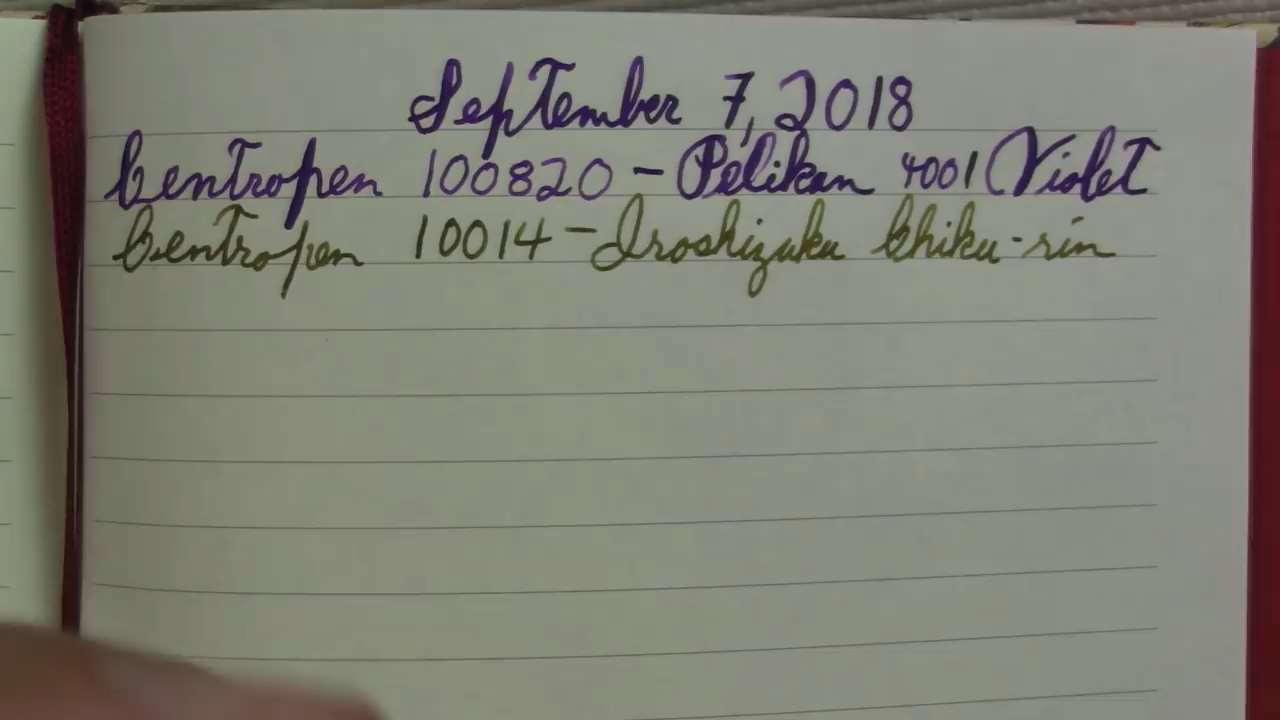 September 7, 2018
Centropen 100820 - Pelikan 4001 Violet
Centropen 10014 - Iroshizuku Chiku-rin